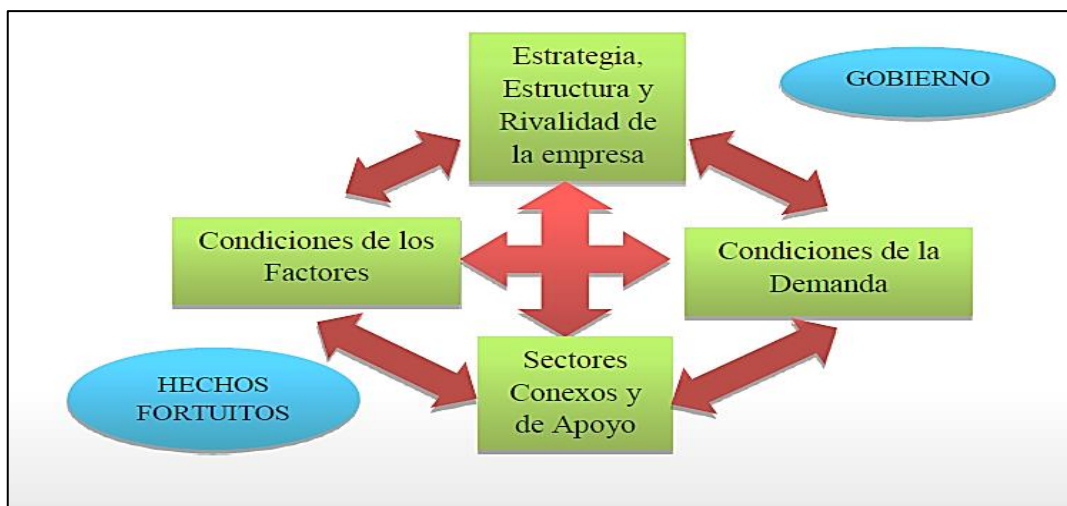 Estrategia,
Estructura y
Rivalidad de
la empresa
GOBIERNO
Condiciones de los
Factores
Condiciones de la
Demanda
HECHOS
FORTUITOS
Sectores
Conexos y
de Apoyo